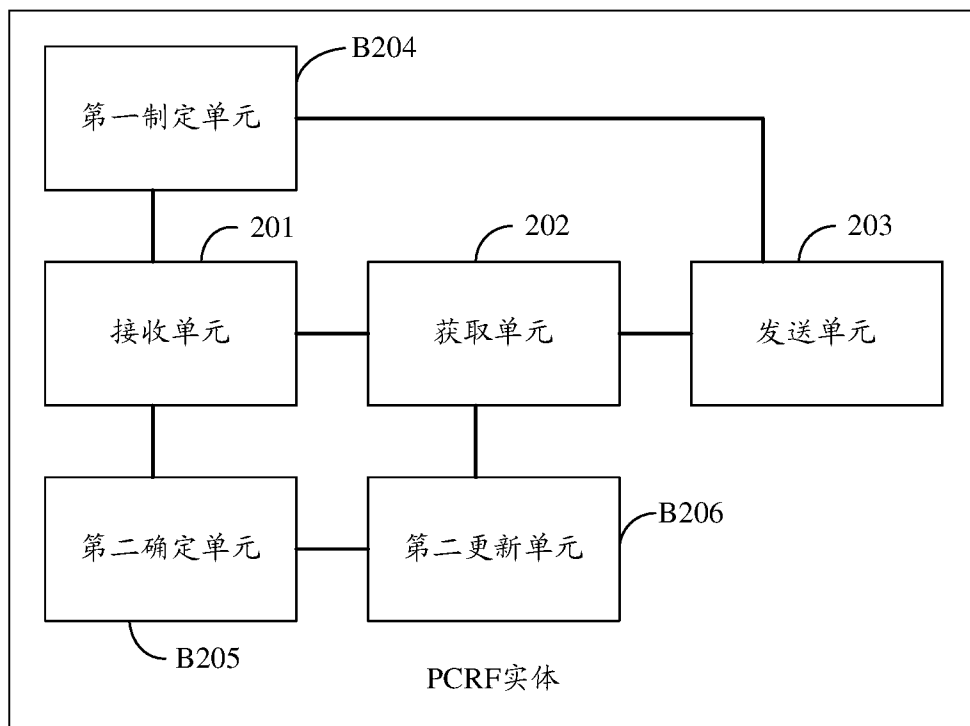 B204
第一制定单元
201
202
203
接收单元
获取单元
发送单元
第二确定单元
第二更新单元
B206
B205
PCRF实体